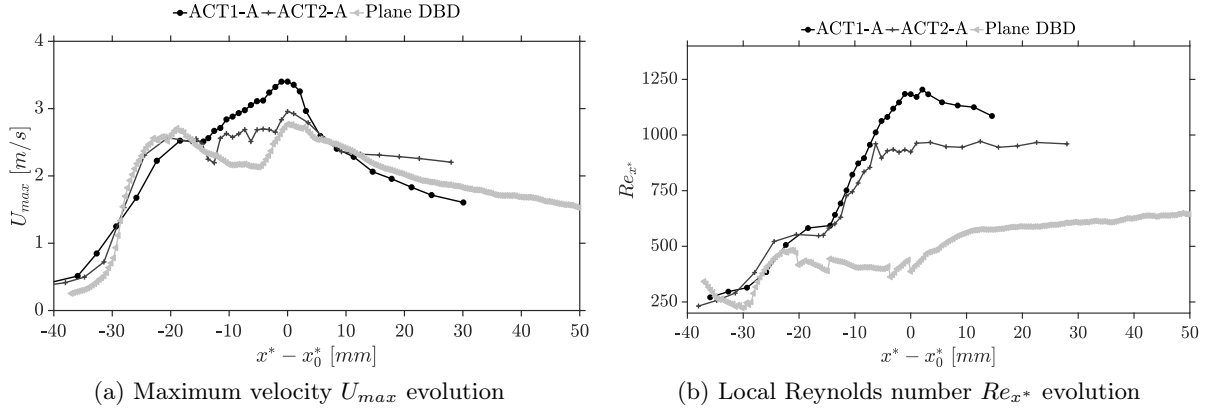 ACT1-A ACT2-A Plane DBD
4
3
2
1
0
U_max [m/s]
-40 -30 -20 -10 0 10 20 30 40 50
x* − x*_0 [mm]
(a) Maximum velocity U_max evolution
ACT1-A ACT2-A Plane DBD
1250
1000
750
500
250
Re_x*
-40 -30 -20 -10 0 10 20 30 40 50
x* − x*_0 [mm]
(b) Local Reynolds number Re_x* evolution